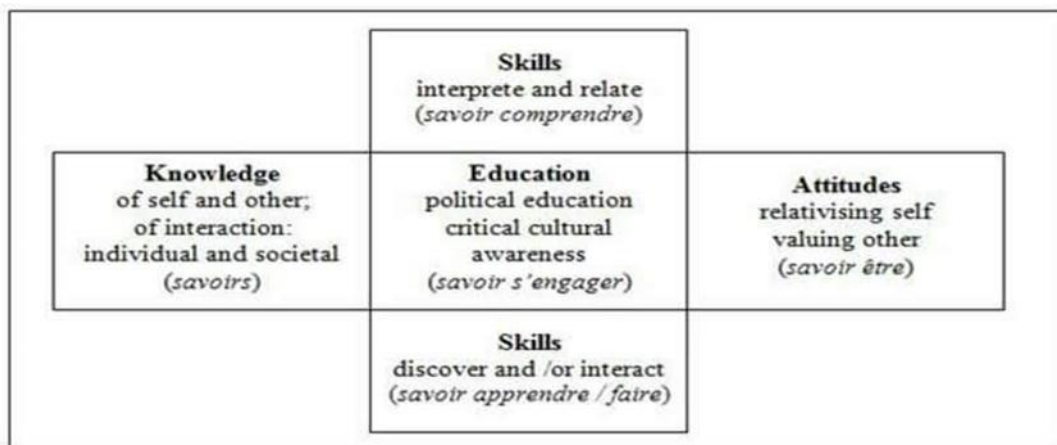 Skills
interprete and relate
(savoir comprendre)
Knowledge
of self and other;
of interaction:
individual and societal
(savoirs)
Education
political education
critical cultural
awareness
(savoir s'engager)
Attitudes
relativising self
valuing other
(savoir être)
Skills
discover and /or interact
(savoir apprendre / faire)